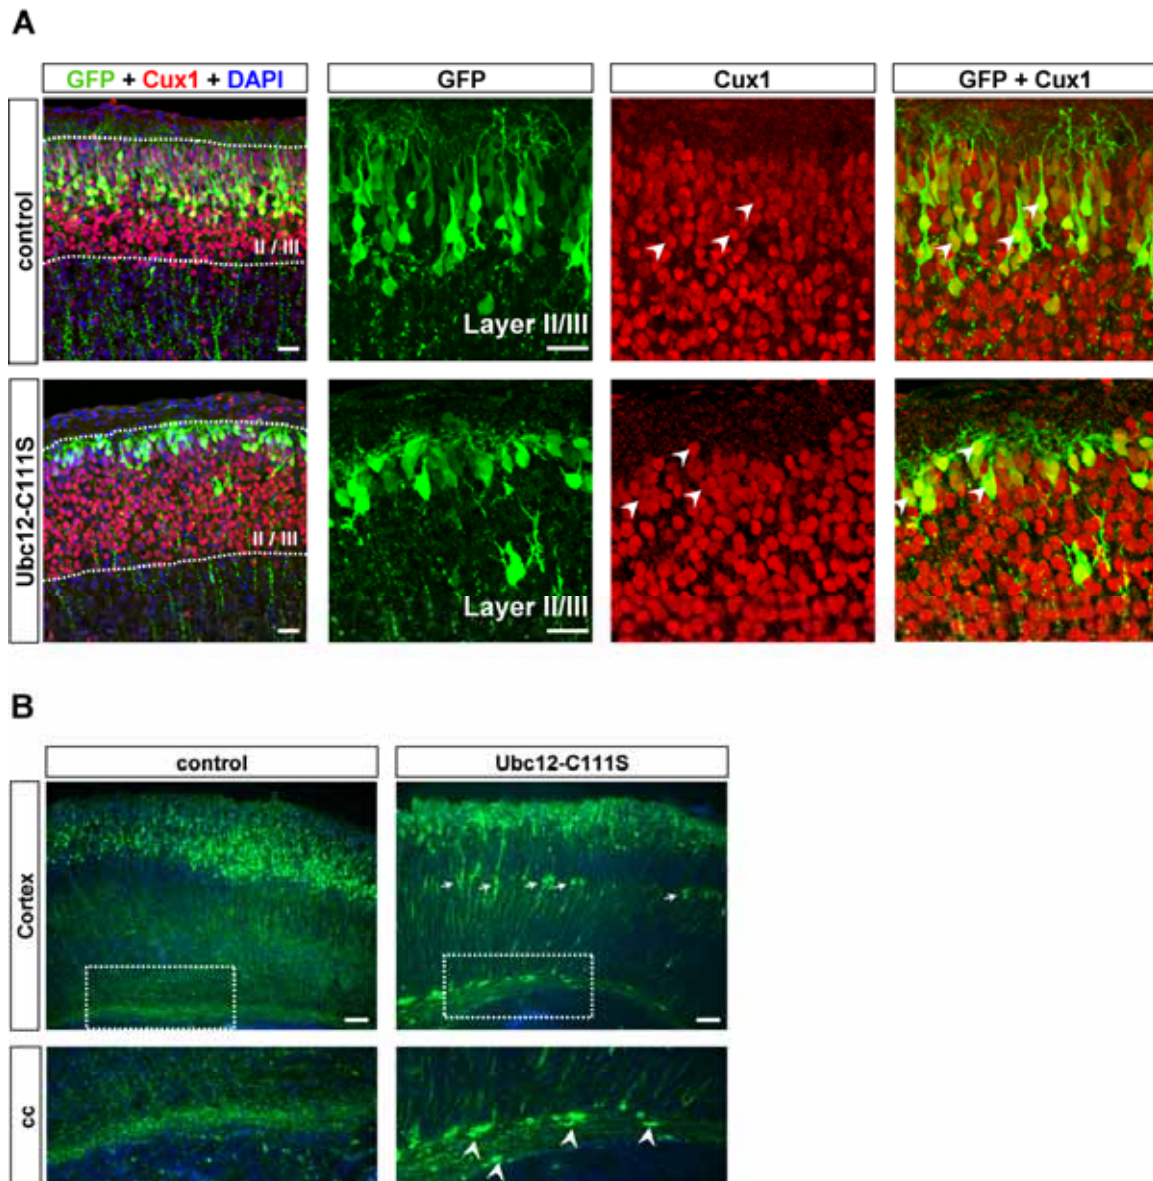 A
GFP + Cux1 + DAPI
GFP
Cux1
GFP + Cux1
control
II / III
Layer II/III
Ubc12-C111S
II / III
Layer II/III
B
control
Ubc12-C111S
Cortex
cc